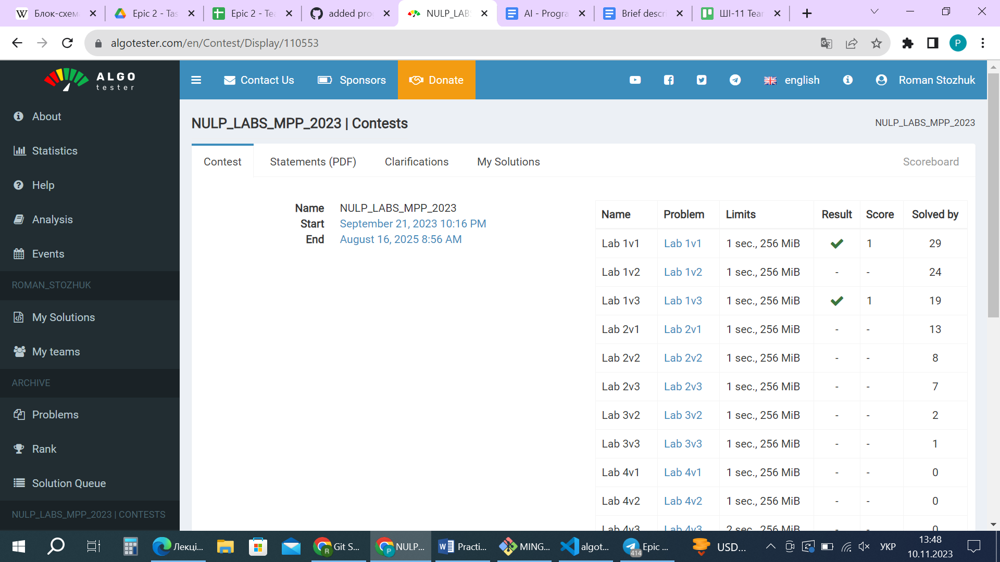 Блок-схем
Epic 2 - Tas
Epic 2 - Tea
added prog
NULP_LABS
AI - Progra
Brief descri
ШІ-11 Team
algotester.com/en/Contest/Display/110553
P
ALGO
tester
Contact Us
Sponsors
Donate
english
Roman Stozhuk
About
Statistics
Help
Analysis
Events
ROMAN_STOZHUK
My Solutions
My teams
ARCHIVE
Problems
Rank
Solution Queue
NULP_LABS_MPP_2023 | CONTESTS
NULP_LABS_MPP_2023 | Contests
NULP_LABS_MPP_2023
Contest
Statements (PDF)
Clarifications
My Solutions
Scoreboard
Name NULP_LABS_MPP_2023
Start September 21, 2023 10:16 PM
End August 16, 2025 8:56 AM
Name Problem Limits Result Score Solved by
Lab 1v1 Lab 1v1 1 sec., 256 MiB 1 29
Lab 1v2 Lab 1v2 1 sec., 256 MiB - - 24
Lab 1v3 Lab 1v3 1 sec., 256 MiB 1 19
Lab 2v1 Lab 2v1 1 sec., 256 MiB - - 13
Lab 2v2 Lab 2v2 1 sec., 256 MiB - - 8
Lab 2v3 Lab 2v3 1 sec., 256 MiB - - 7
Lab 3v2 Lab 3v2 1 sec., 256 MiB - - 2
Lab 3v3 Lab 3v3 1 sec., 256 MiB - - 1
Lab 4v1 Lab 4v1 1 sec., 256 MiB - - 0
Lab 4v2 Lab 4v2 1 sec., 256 MiB - - 0
Lab 4v3 Lab 4v3 2 sec., 256 MiB - - 0
Лекці...
Git S...
NULP...
Practi...
MING...
algot...
414
Epic ...
USD...
УКР
13:48
10.11.2023